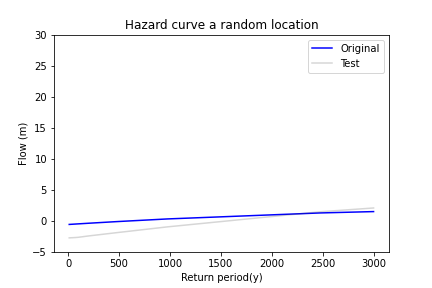 Hazard curve a random location
Original
Test
Flow (m)
30
25
20
15
10
5
0
−5
0 500 1000 1500 2000 2500 3000
Return period(y)